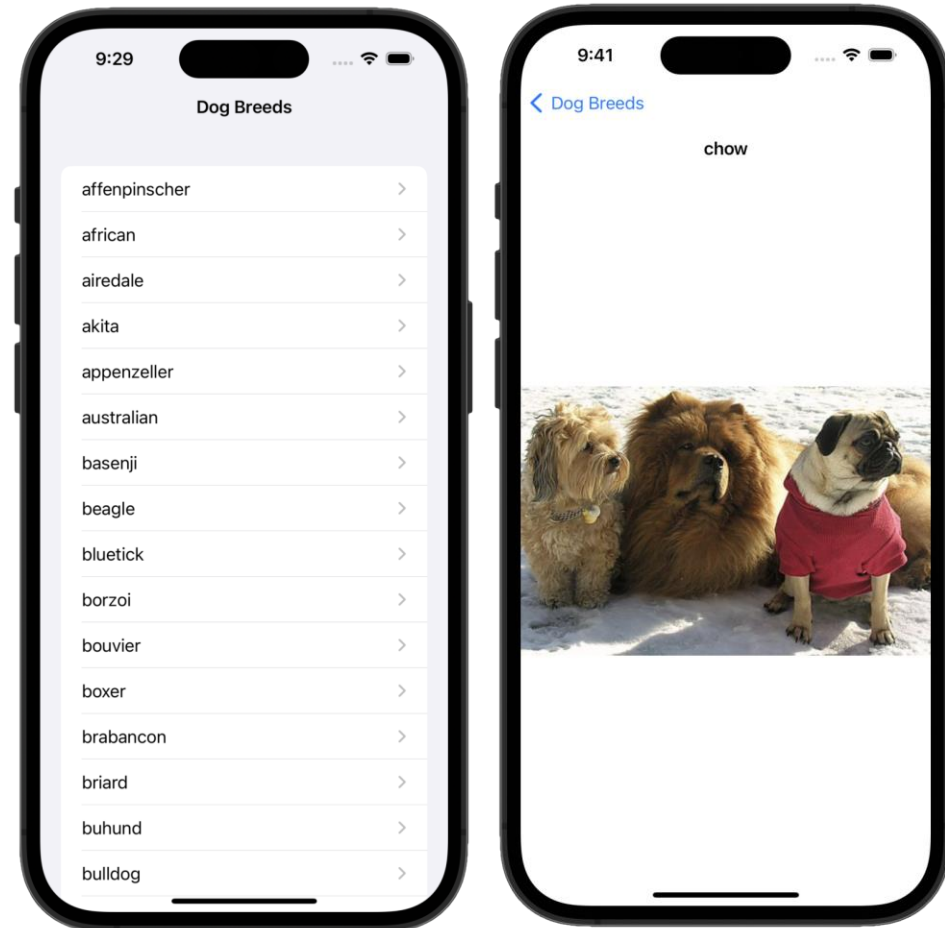 9:29
Dog Breeds
affenpinscher
african
airedale
akita
appenzeller
australian
basenji
beagle
bluetick
borzoi
bouvier
boxer
brabancon
briard
buhund
bulldog
9:41
Dog Breeds
chow